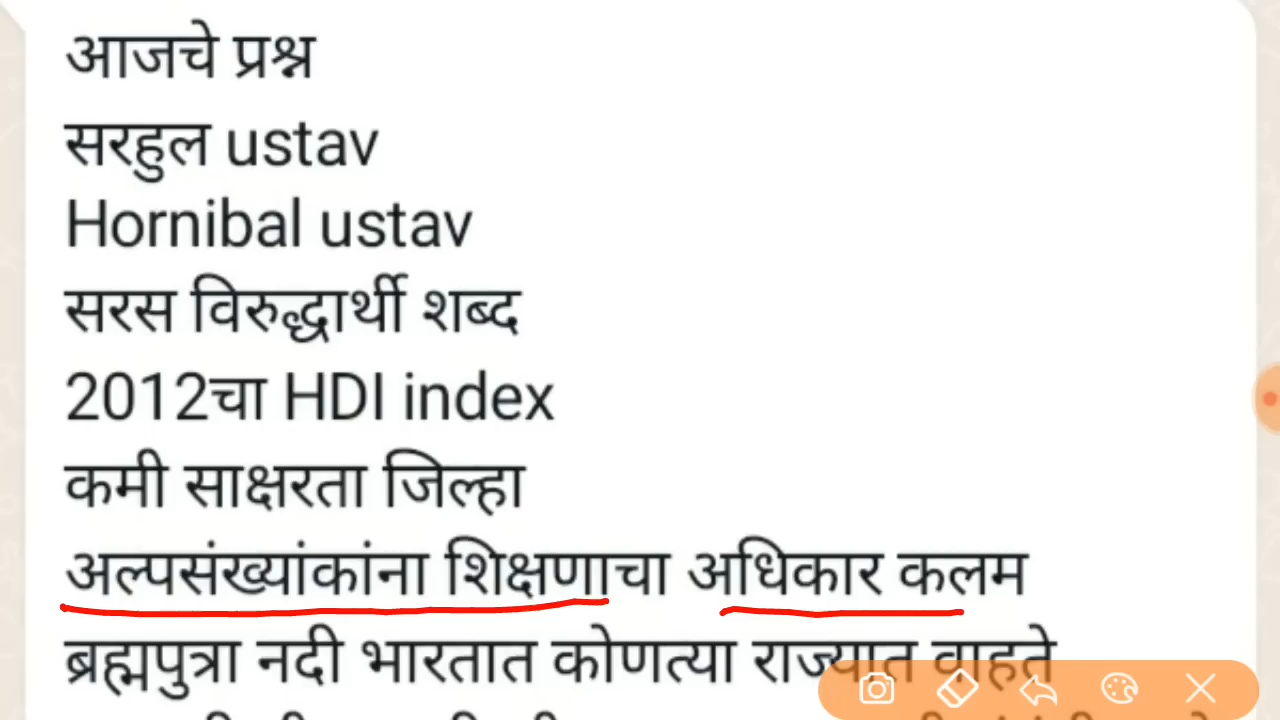 आजचे प्रश्न
सरहुल ustav
Hornibal ustav
सरस विरुद्धार्थी शब्द
2012चा HDI index
कमी साक्षरता जिल्हा
अल्पसंख्यांकांना शिक्षणाचा अधिकार कलम
ब्रह्मपुत्रा नदी भारतात कोणत्या राज्यात वाहते